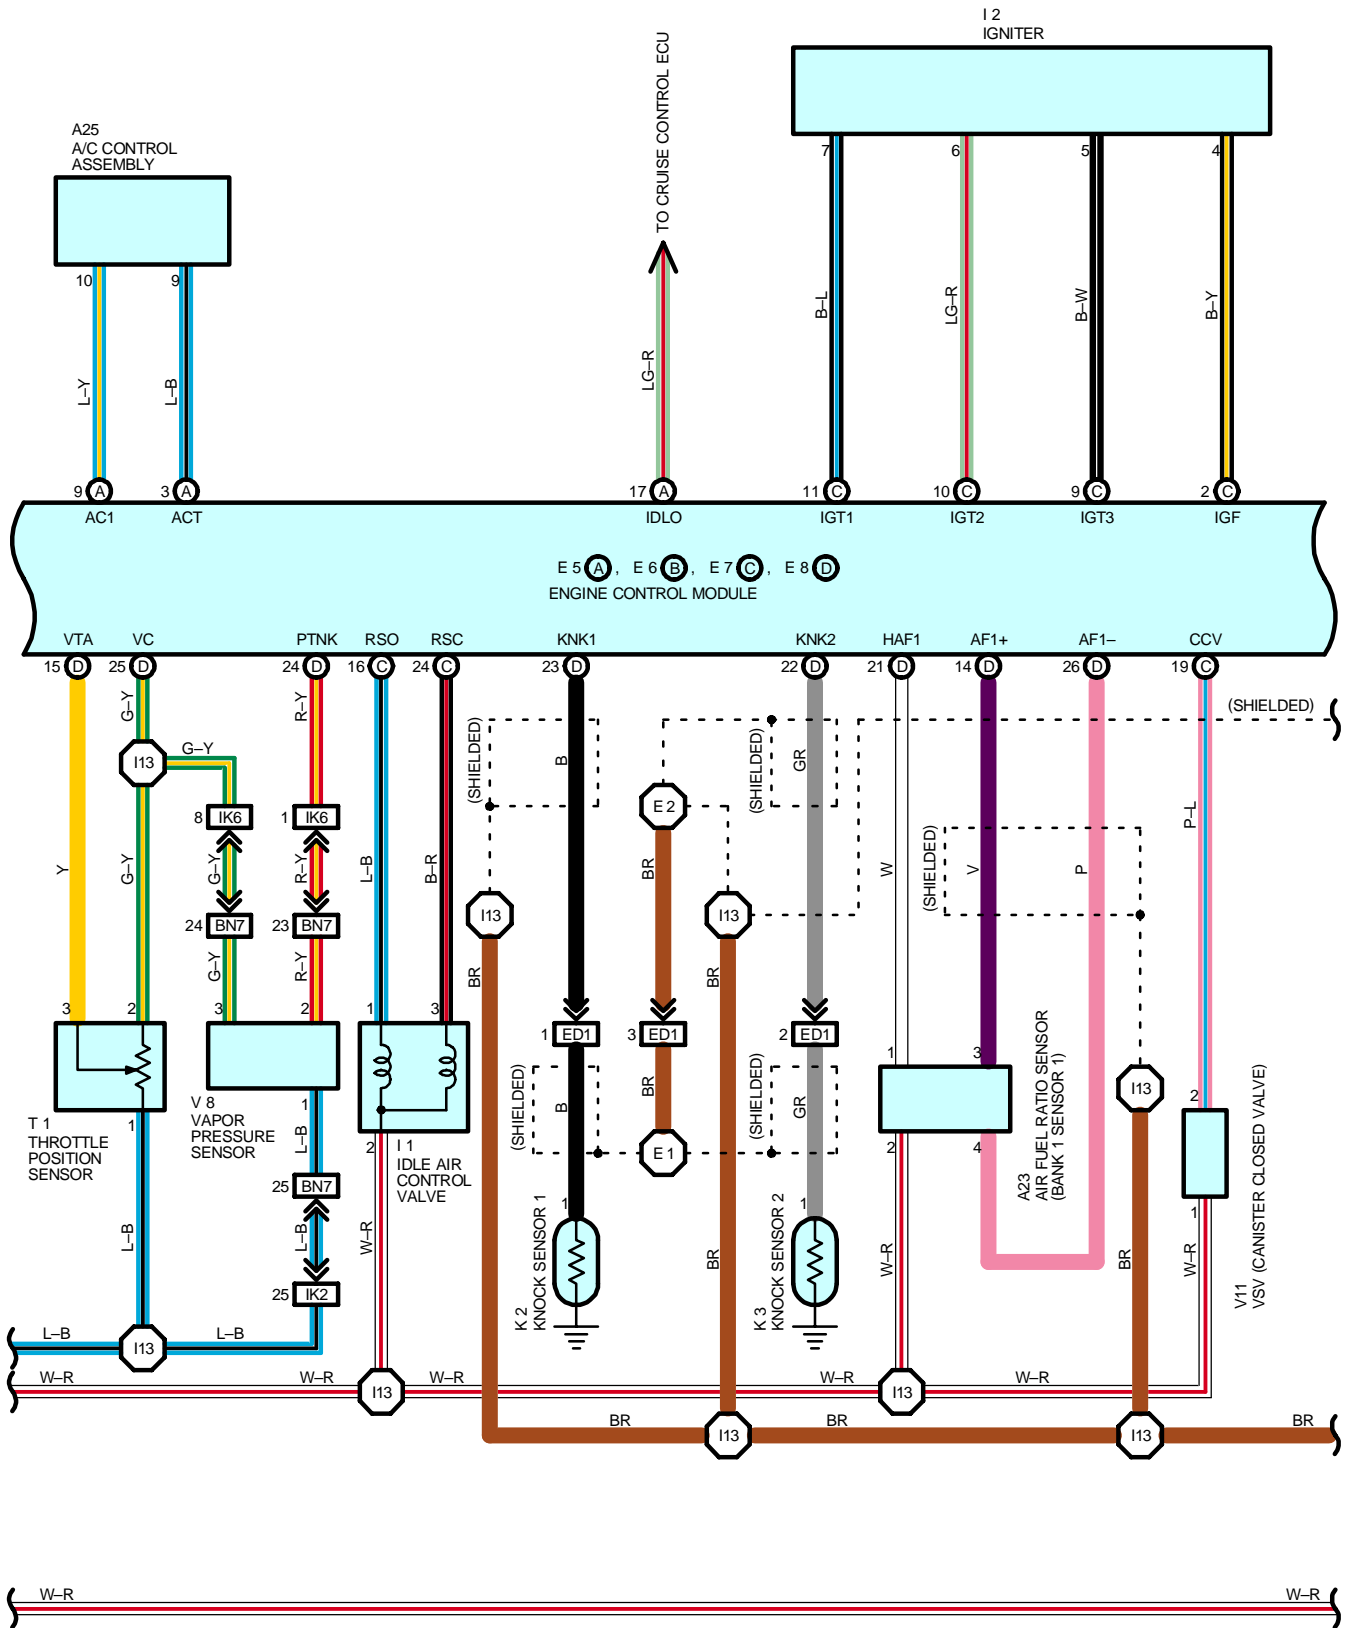 I 2
IGNITER
TO CRUISE CONTROL ECU
A25
A/C CONTROL
ASSEMBLY
7
6
5
4
10
9
L–Y
L–B
LG–R
B–L
LG–R
B–W
B–Y
9 A
3 A
17 A
11 C
10 C
9 C
2 C
AC1
ACT
IDLO
IGT1
IGT2
IGT3
IGF
E 5 A , E 6 B , E 7 C , E 8 D
ENGINE CONTROL MODULE
VTA
VC
PTNK
RSO
RSC
KNK1
KNK2
HAF1
AF1+
AF1–
CCV
15 D
25 D
24 D
16 C
24 C
23 D
22 D
21 D
14 D
26 D
19 C
G–Y
R–Y
(SHIELDED)
I13
G–Y
(SHIELDED)
B
(SHIELDED)
GR
E 2
8 IK6
1 IK6
P–L
Y
G–Y
G–Y
R–Y
L–B
B–R
BR
W
(SHIELDED)
V
P
I13
I13
24 BN7
23 BN7
G–Y
R–Y
BR
BR
3
2
3
2
1
3
1 ED1
3 ED1
2 ED1
1
3
(SHIELDED)
B
BR
(SHIELDED)
GR
I13
2
T 1
THROTTLE
POSITION
SENSOR
1
V 8
VAPOR
PRESSURE
SENSOR
1
L–B
2
I 1
IDLE AIR
CONTROL
VALVE
E 1
2
4
A23
AIR FUEL RATIO SENSOR
(BANK 1 SENSOR 1)
25 BN7
1
1
1
L–B
L–B
W–R
K 2
KNOCK SENSOR 1
BR
K 3
KNOCK SENSOR 2
W–R
BR
W–R
V11
VSV (CANISTER CLOSED VALVE)
25 IK2
L–B
I13
L–B
W–R
W–R
I13
W–R
W–R
I13
W–R
BR
I13
BR
I13
BR
W–R
W–R